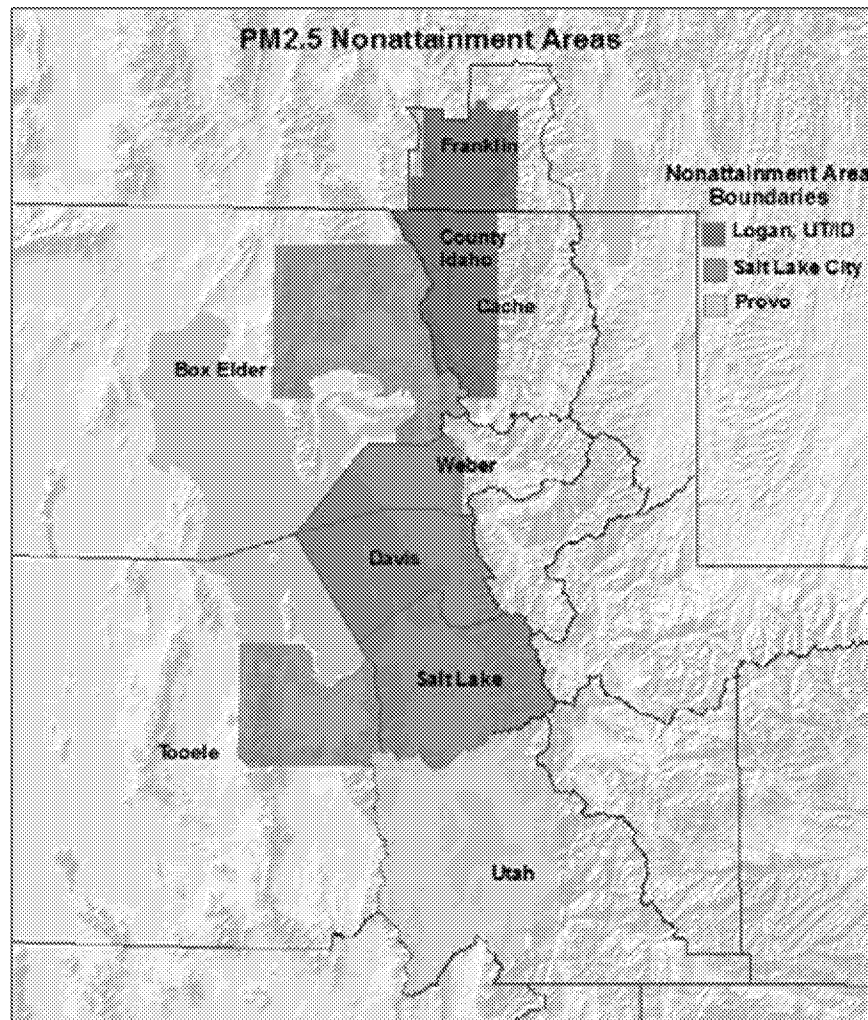 PM2.5 Nonattainment Areas
Franklin
Nonattainment Area
Boundaries
Logan, UT/ID
Salt Lake City
Provo
County
Idaho
Cache
Box Elder
Weber
Davis
Salt Lake
Tooele
Utah